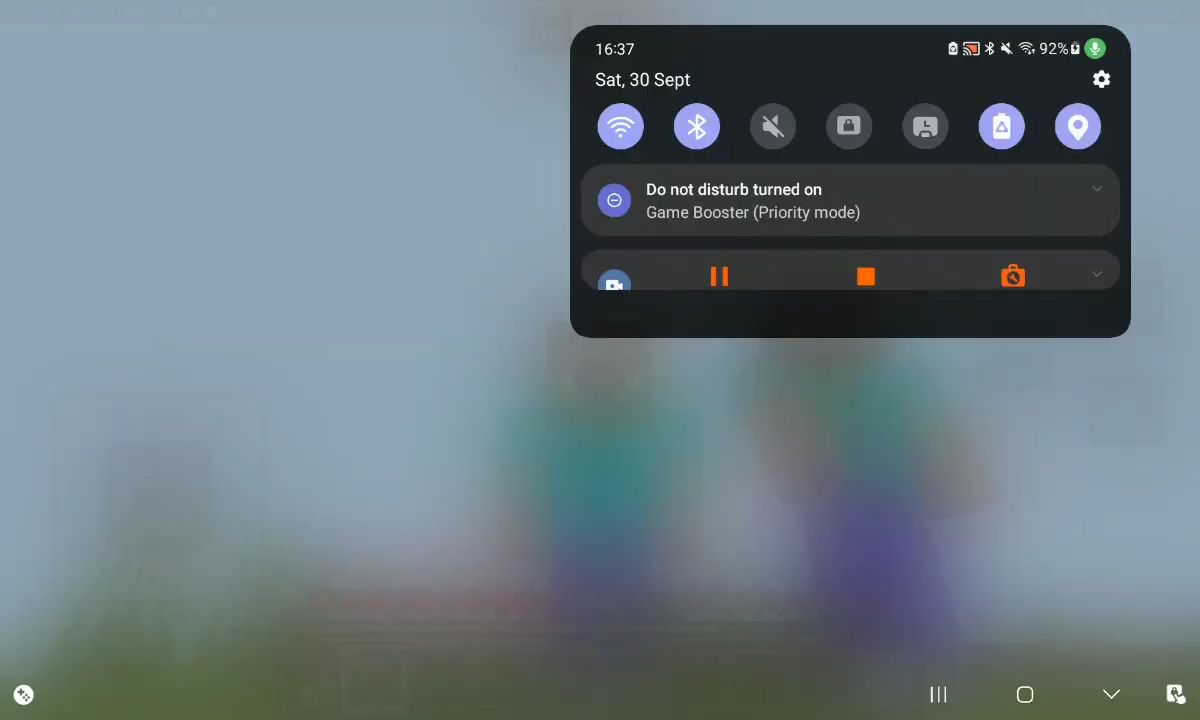 16:37
92%
Sat, 30 Sept
Do not disturb turned on
Game Booster (Priority mode)